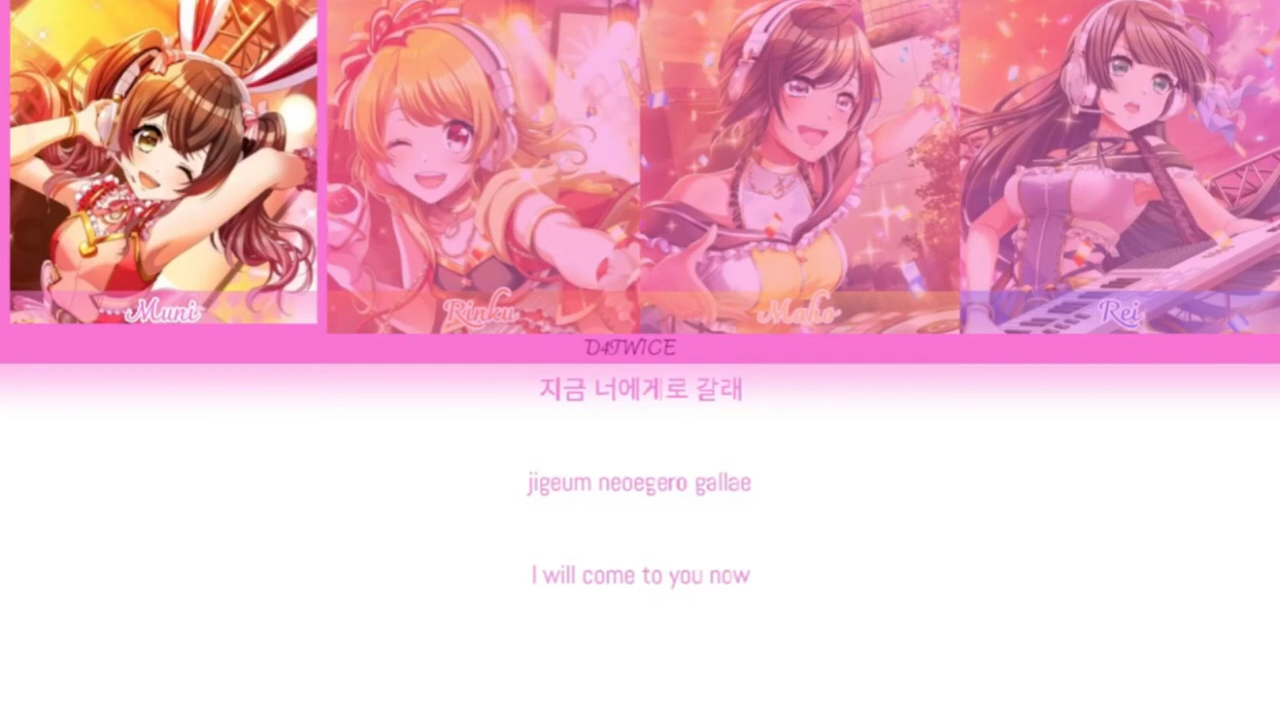 Muni Rinku Maho Rei
D4TWICE
지금 너에게로 갈래
jigeum neoegero gallae
I will come to you now